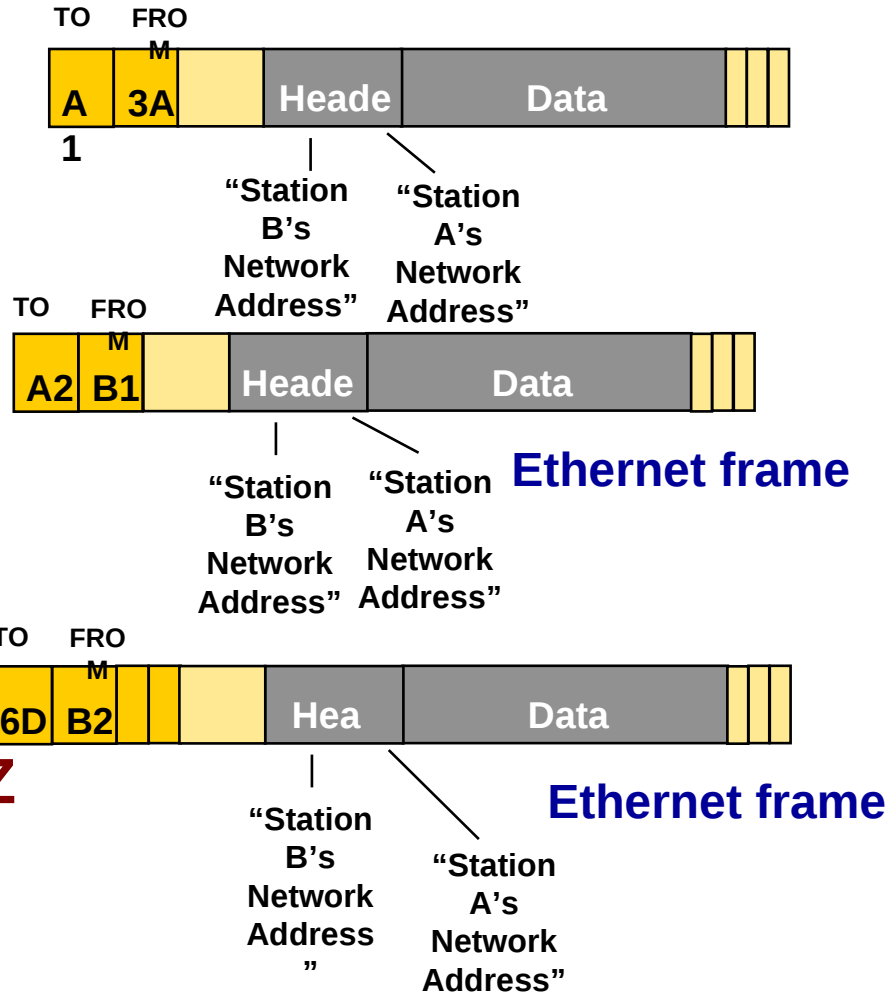 TO FRO
M
A 3A Heade Data
1
“Station “Station
B’s A’s
Network Network
Address” Address”
TO FRO
M
A2 B1 Heade Data
Ethernet frame
“Station “Station
B’s A’s
Network Network
Address” Address”
TO FRO
M
6D B2 Hea Data
Z
Ethernet frame
“Station
B’s
Network
Address
”
“Station
A’s
Network
Address”